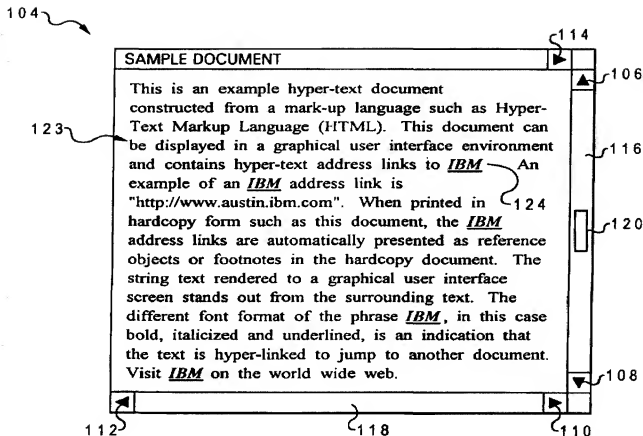 104
114
SAMPLE DOCUMENT
106
This is an example hyper-text document
constructed from a mark-up language such as Hyper-
Text Markup Language (HTML). This document can
123
be displayed in a graphical user interface environment
116
and contains hyper-text address links to IBM An
example of an IBM address link is
"http://www.austin.ibm.com". When printed in
124
hardcopy form such as this document, the IBM
120
address links are automatically presented as reference
objects or footnotes in the hardcopy document. The
string text rendered to a graphical user interface
screen stands out from the surrounding text. The
different font format of the phrase IBM, in this case
bold, italicized and underlined, is an indication that
the text is hyper-linked to jump to another document.
Visit IBM on the world wide web.
108
112
118
110